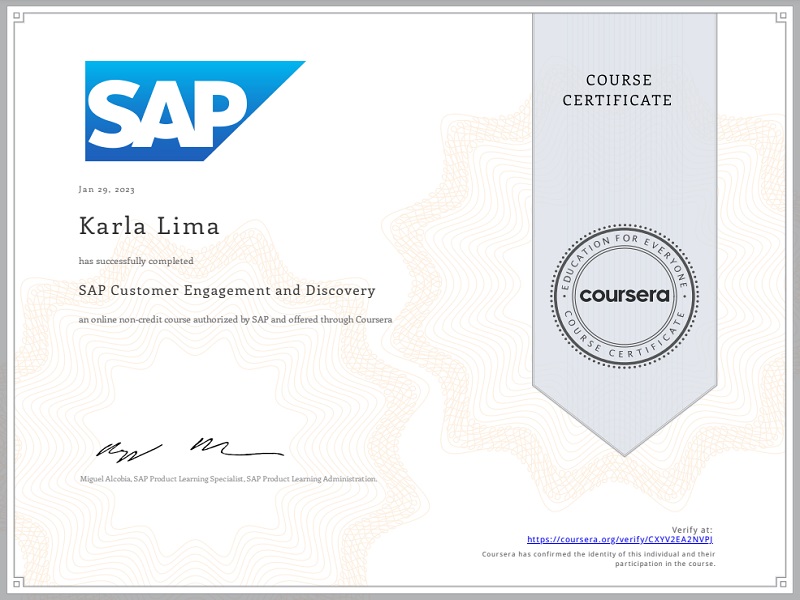 SAP
COURSE
CERTIFICATE
Jan 29, 2023
Karla Lima
has successfully completed
SAP Customer Engagement and Discovery
an online non-credit course authorized by SAP and offered through Coursera
EDUCATION FOR EVERYONE
coursera
COURSE CERTIFICATE
Miguel Alcobia, SAP Product Learning Specialist, SAP Product Learning Administration.
Verify at:
https://coursera.org/verify/CXYV2EA2NVPJ
Coursera has confirmed the identity of this individual and their
participation in the course.